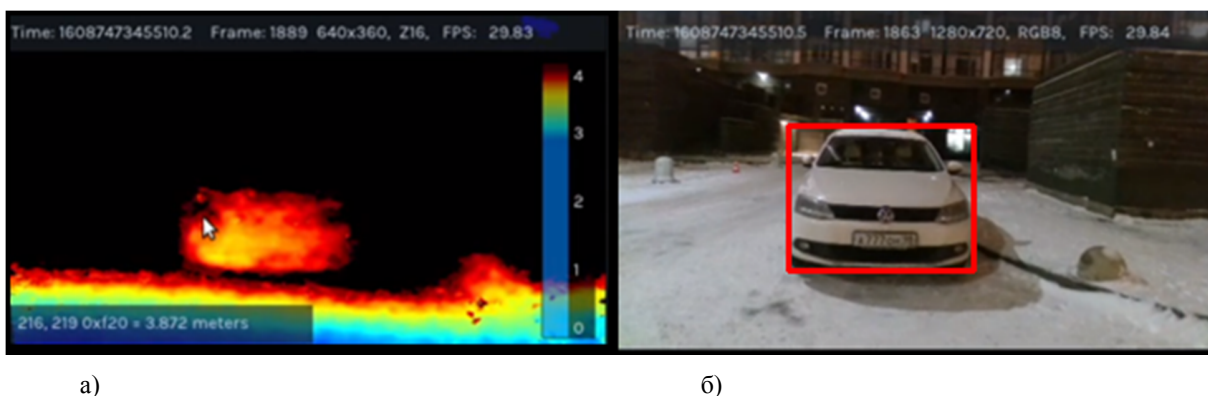 Time: 1608747345510.2 Frame: 1889 640x360, Z16, FPS: 29.83
4
3
2
1
0
216, 219 0xf20 = 3.872 meters
Time: 1608747345510.5 Frame: 1863 1280x720, RGB8, FPS: 29.84
а)
б)